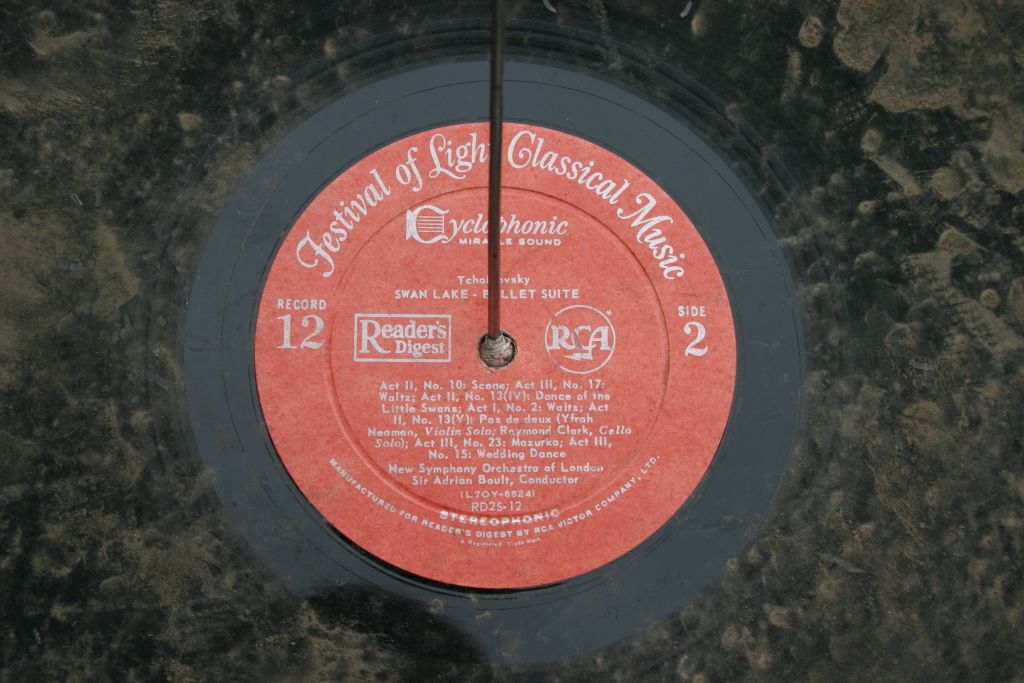 Festival of Light Classical Music
Cyclophonic
MIRACLE SOUND
Tchaikovsky
SWAN LAKE - BALLET SUITE
RECORD
12
Reader's
Digest
RCA
SIDE
2
Act II, No. 10: Scene; Act III, No. 17:
Waltz; Act II, No. 13(IV): Dance of the
Little Swans; Act I, No. 2: Waltz; Act
II, No. 13(V): Pas de deux (Yfrah
Neaman, Violin Solo; Raymond Clark, Cello
Solo); Act III, No. 23: Mazurka; Act III,
No. 15: Wedding Dance
New Symphony Orchestra of London
Sir Adrian Boult, Conductor
(L7OY-6524)
RD2S-12
STEREOPHONIC
MANUFACTURED FOR READER'S DIGEST BY RCA VICTOR COMPANY, LTD.
Registered Trade Mark